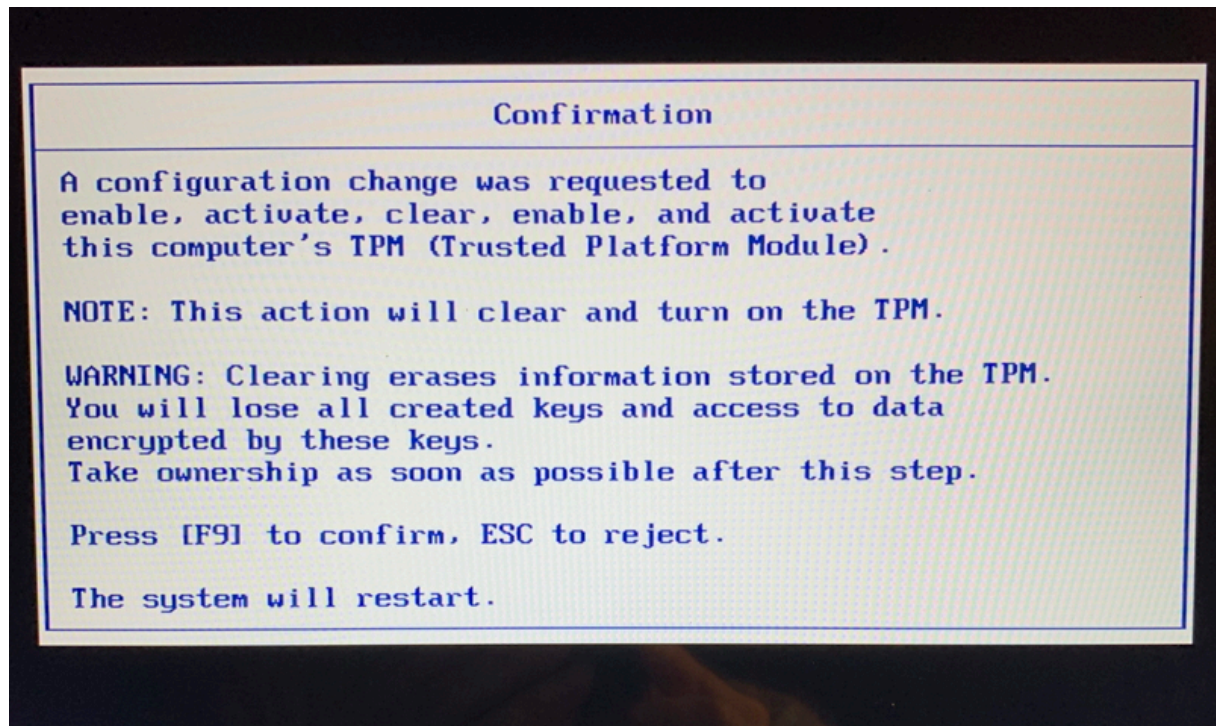 Confirmation
A configuration change was requested to
enable, activate, clear, enable, and activate
this computer's TPM (Trusted Platform Module).
NOTE: This action will clear and turn on the TPM.
WARNING: Clearing erases information stored on the TPM.
You will lose all created keys and access to data
encrypted by these keys.
Take ownership as soon as possible after this step.
Press [F9] to confirm, ESC to reject.
The system will restart.